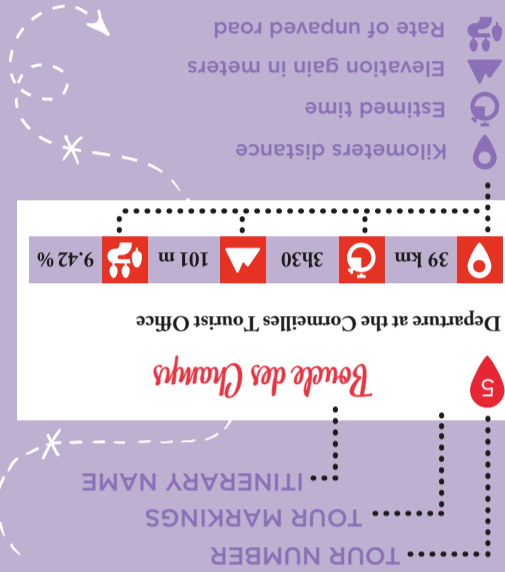 TOUR NUMBER
TOUR MARKINGS
ITINERARY NAME
5 Boucle des Champs
Departure at the Cormeilles Tourist Office
39 km 3h30 101 m 9.42 %
Kilometers distance
Estimed time
Elevation gain in meters
Rate of unpaved road